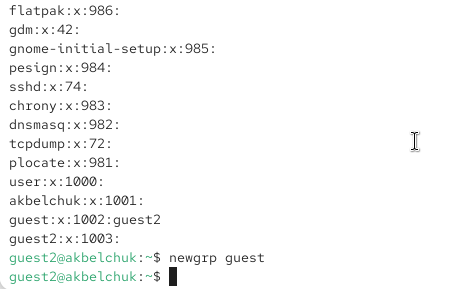 flatpak:x:986:
gdm:x:42:
gnome-initial-setup:x:985:
pesign:x:984:
sshd:x:74:
chrony:x:983:
dnsmasq:x:982:
tcpdump:x:72:
plocate:x:981:
user:x:1000:
akbelchuk:x:1001:
guest:x:1002:guest2
guest2:x:1003:
guest2@akbelchuk:~$ newgrp guest
guest2@akbelchuk:~$